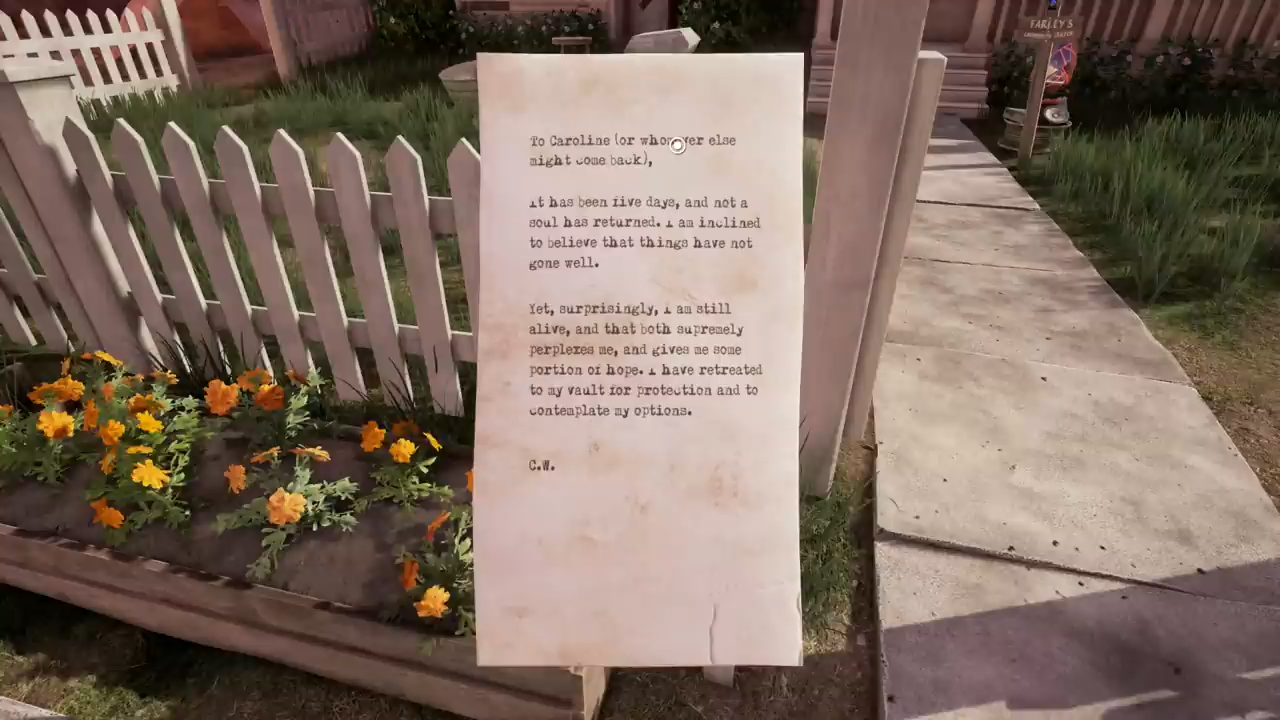 FARLEY'S
To Caroline (or whomever else
might come back),
It has been five days, and not a
soul has returned. I am inclined
to believe that things have not
gone well.
Yet, surprisingly, I am still
alive, and that both supremely
perplexes me, and gives me some
portion of hope. I have retreated
to my vault for protection and to
contemplate my options.
C.W.